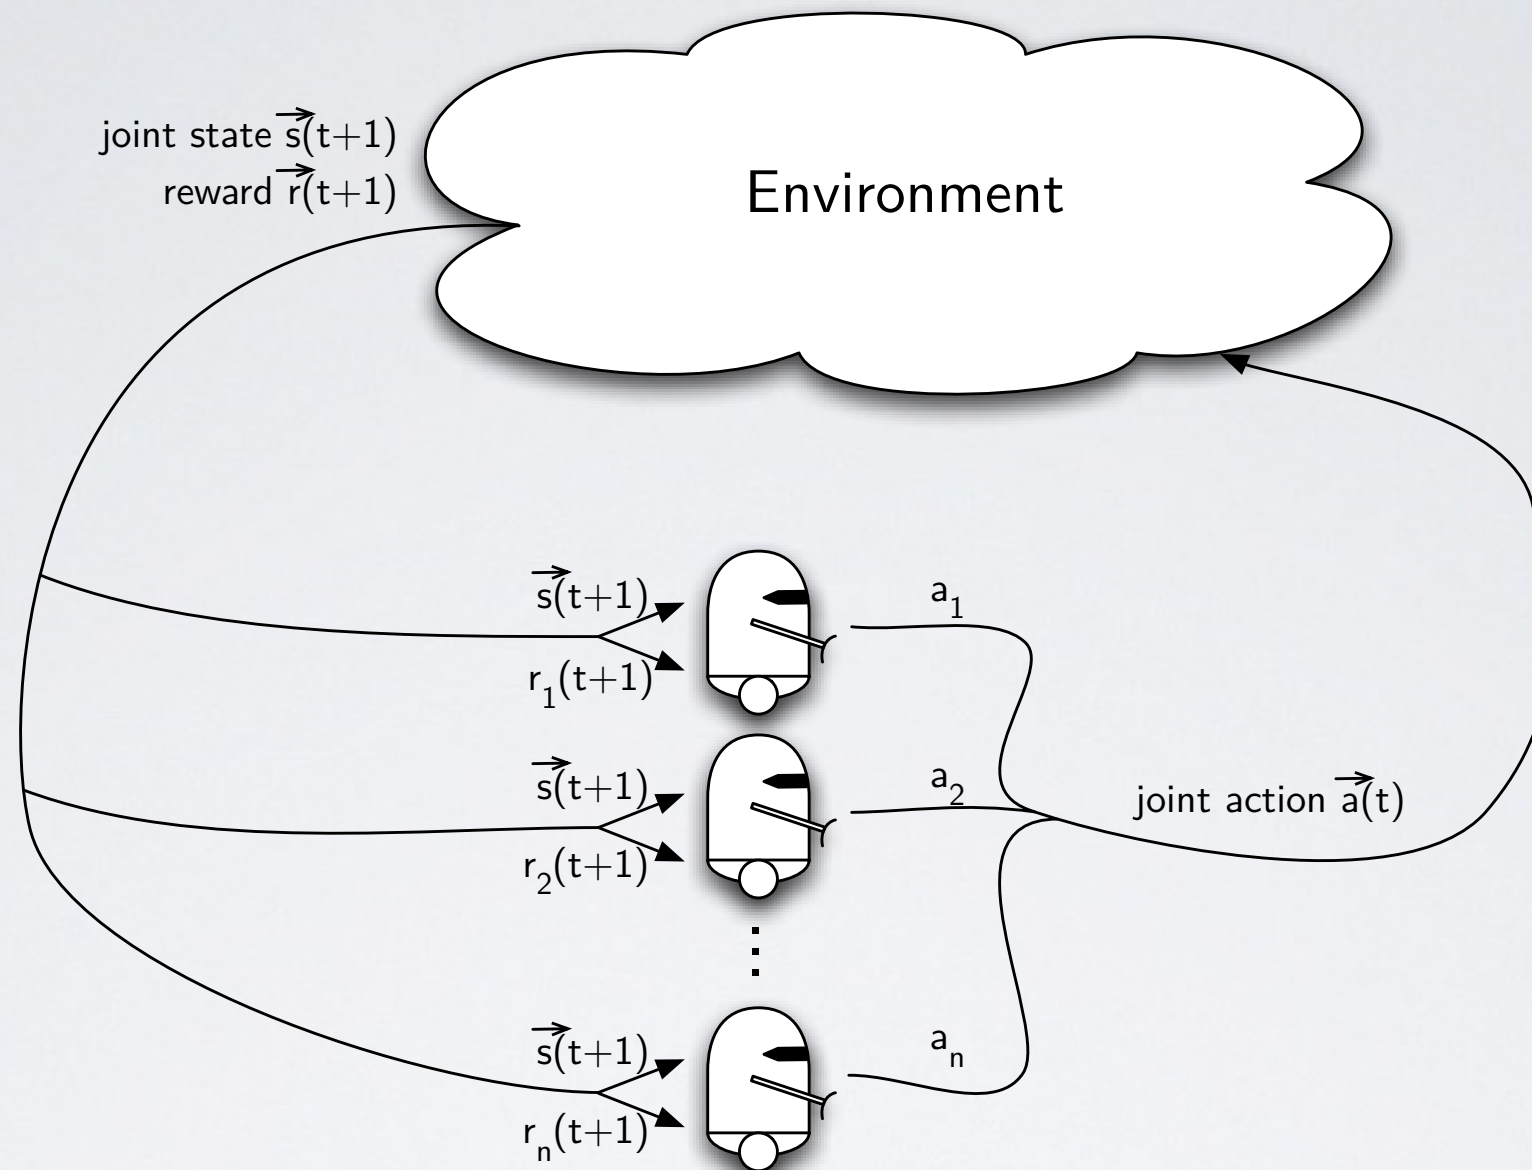 joint state s⃗(t+1)
reward r⃗(t+1)
Environment
s⃗(t+1)
a₁
r₁(t+1)
s⃗(t+1)
a₂
joint action a⃗(t)
r₂(t+1)
s⃗(t+1)
aₙ
rₙ(t+1)